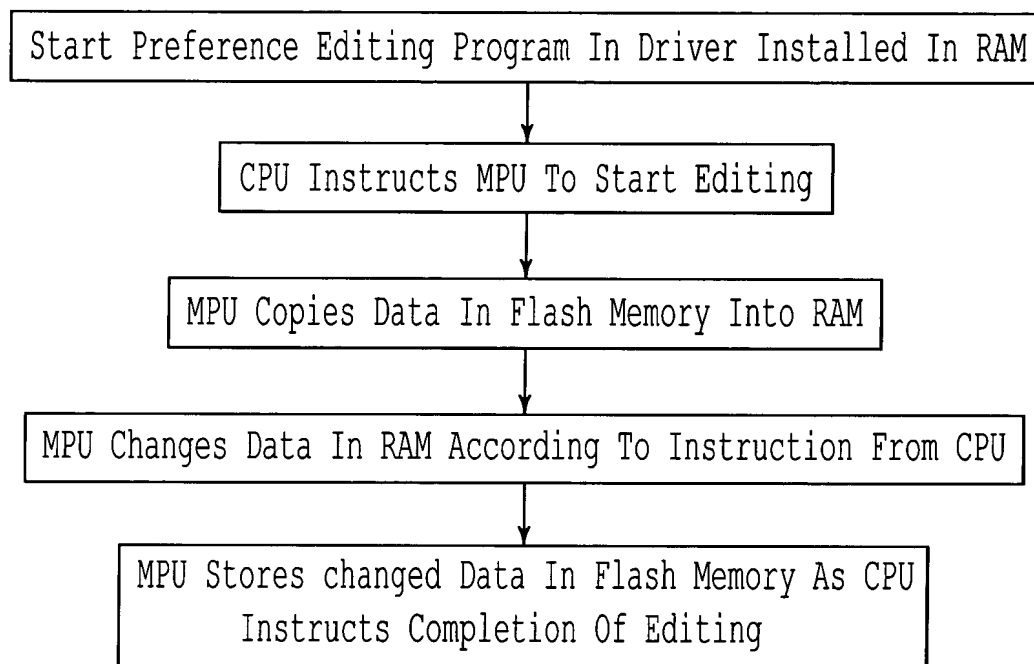 Start Preference Editing Program In Driver Installed In RAM
CPU Instructs MPU To Start Editing
MPU Copies Data In Flash Memory Into RAM
MPU Changes Data In RAM According To Instruction From CPU
MPU Stores changed Data In Flash Memory As CPU
Instructs Completion Of Editing